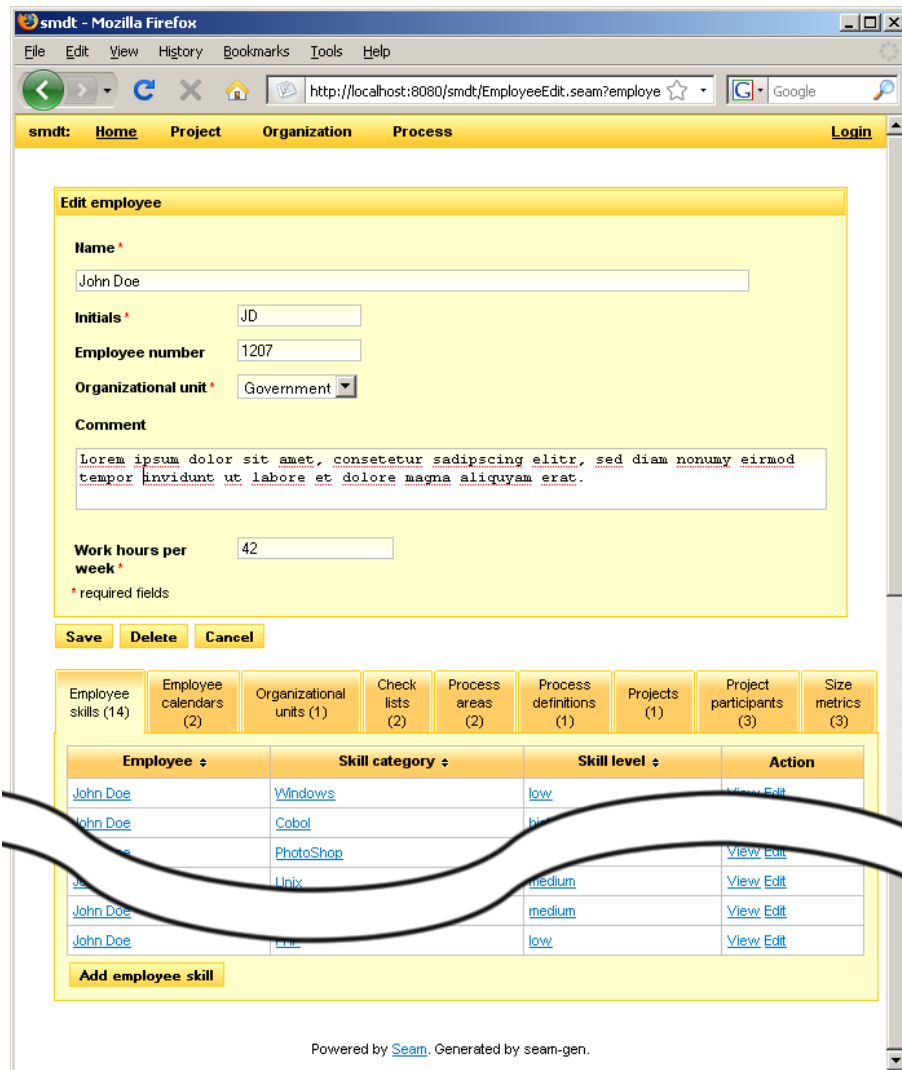 smdt - Mozilla Firefox
File Edit View History Bookmarks Tools Help
http://localhost:8080/smdt/EmployeeEdit.seam?employe G Google
smdt: Home Project Organization Process Login
Edit employee
Name *
John Doe
Initials * JD
Employee number 1207
Organizational unit * Government
Comment
Lorem ipsum dolor sit amet, consetetur sadipscing elitr, sed diam nonumy eirmod
tempor invidunt ut labore et dolore magna aliquyam erat.
Work hours per 42
week *
* required fields
Save Delete Cancel
Employee skills (14) Employee calendars (2) Organizational units (1) Check lists (2) Process areas (2) Process definitions (1) Projects (1) Project participants (3) Size metrics (3)
Employee Skill category Skill level Action
John Doe Windows low View Edit
John Doe Cobol
PhotoShop View Edit
Unix medium View Edit
John Doe medium View Edit
John Doe low View Edit
Add employee skill
Powered by Seam. Generated by seam-gen.